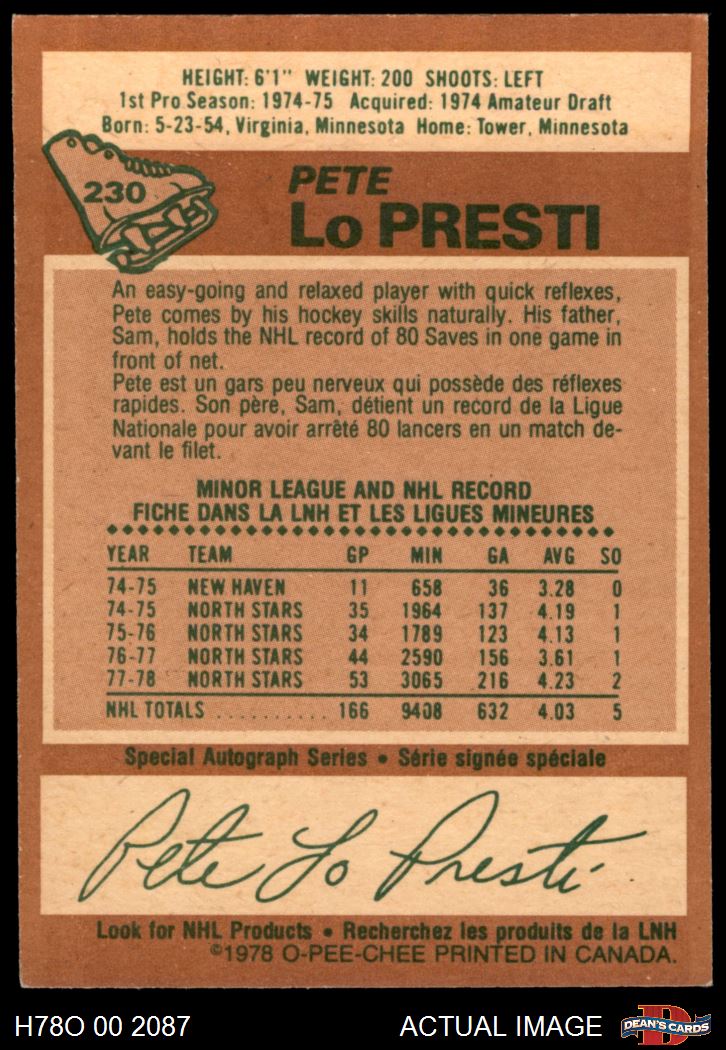 HEIGHT: 6'1" WEIGHT: 200 SHOOTS: LEFT
1st Pro Season: 1974-75 Acquired: 1974 Amateur Draft
Born: 5-23-54, Virginia, Minnesota Home: Tower, Minnesota
230
PETE
Lo PRESTI
An easy-going and relaxed player with quick reflexes,
Pete comes by his hockey skills naturally. His father,
Sam, holds the NHL record of 80 Saves in one game in
front of net.
Pete est un gars peu nerveux qui possède des réflexes
rapides. Son père, Sam, détient un record de la Ligue
Nationale pour avoir arrêté 80 lancers en un match de-
vant le filet.
MINOR LEAGUE AND NHL RECORD
FICHE DANS LA LNH ET LES LIGUES MINEURES
YEAR TEAM GP MIN GA AVG SO
74-75 NEW HAVEN 11 658 36 3.28 0
74-75 NORTH STARS 35 1964 137 4.19 1
75-76 NORTH STARS 34 1789 123 4.13 1
76-77 NORTH STARS 44 2590 156 3.61 1
77-78 NORTH STARS 53 3065 216 4.23 2
NHL TOTALS .......... 166 9408 632 4.03 5
Special Autograph Series • Série signée spéciale
Pete Lo Presti
Look for NHL Products • Recherchez les produits de la LNH
©1978 O-PEE-CHEE PRINTED IN CANADA.
H78O 00 2087 ACTUAL IMAGE D DEAN'S CARDS